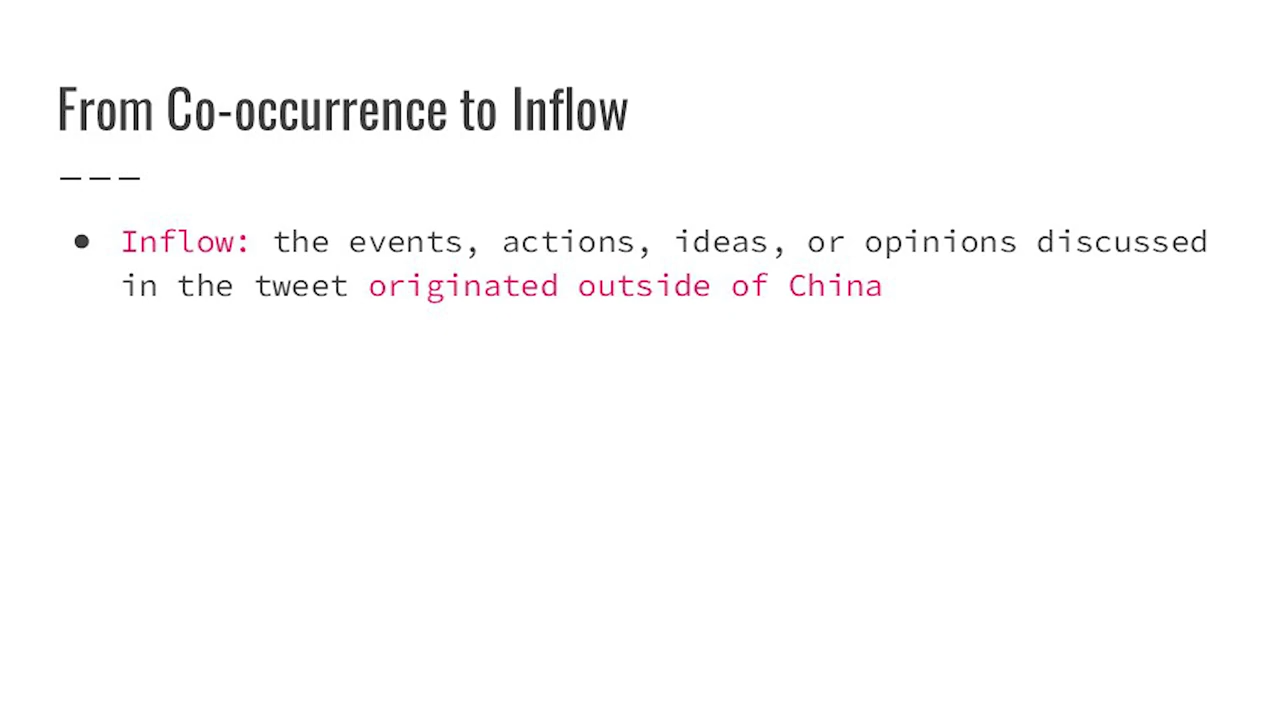 From Co-occurrence to Inflow
● Inflow: the events, actions, ideas, or opinions discussed
in the tweet originated outside of China